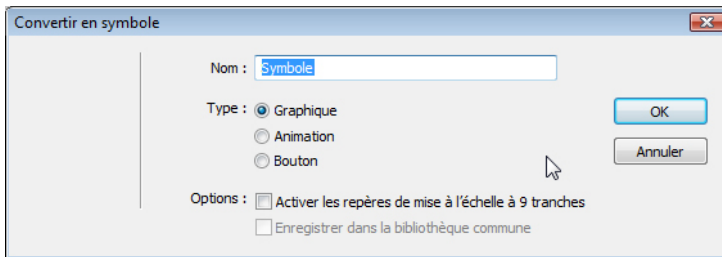 Convertir en symbole
Nom : Symbole
Type : Graphique
OK
Animation
Annuler
Bouton
Options : Activer les repères de mise à l'échelle à 9 tranches
Enregistrer dans la bibliothèque commune